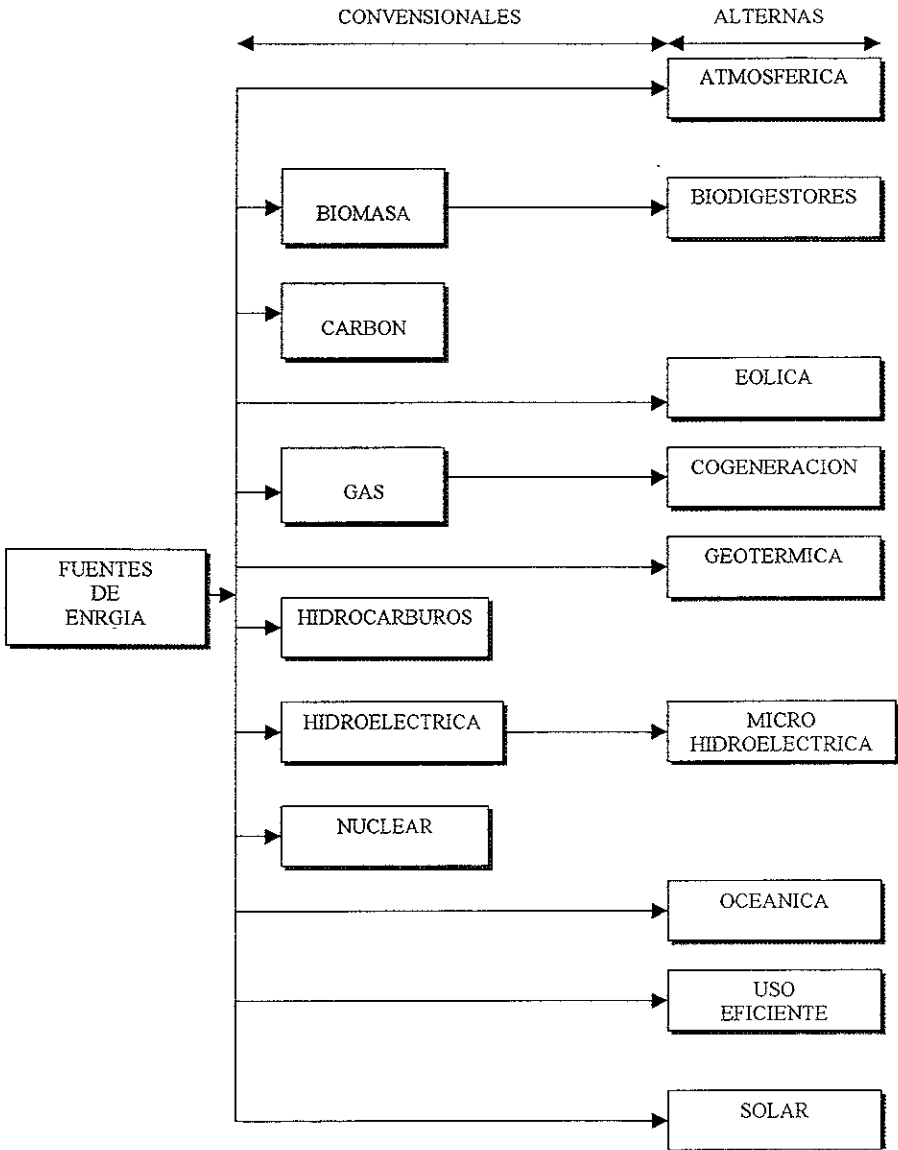 CONVENSIONALES
ALTERNAS
ATMOSFERICA
BIOMASA
BIODIGESTORES
CARBON
EOLICA
GAS
COGENERACION
GEOTERMICA
FUENTES
DE
ENRGIA
HIDROCARBUROS
HIDROELECTRICA
MICRO
HIDROELECTRICA
NUCLEAR
OCEANICA
USO
EFICIENTE
SOLAR